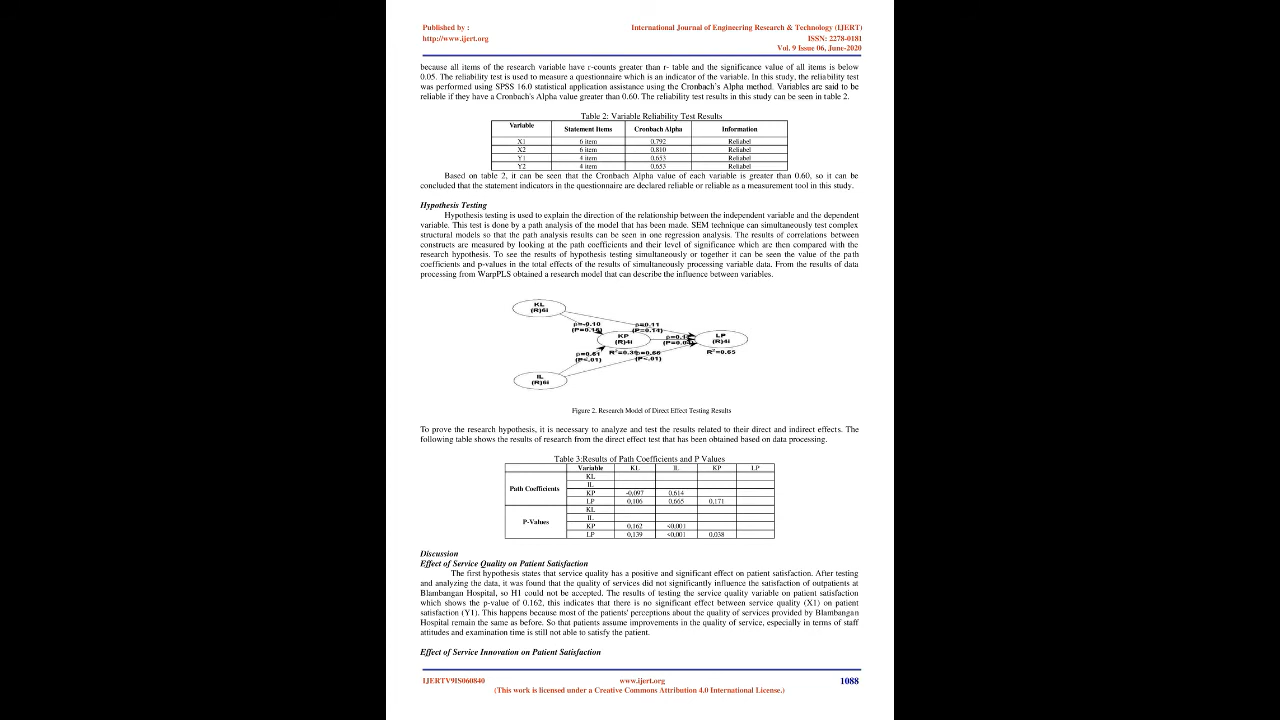 Published by :
International Journal of Engineering Research & Technology (IJERT)
http://www.ijert.org
ISSN: 2278-0181
Vol. 9 Issue 06, June-2020
because all items of the research variable have r-counts greater than r- table and the significance value of all items is below
0.05. The reliability test is used to measure a questionnaire which is an indicator of the variable. In this study, the reliability test
was performed using SPSS 16.0 statistical application assistance using the Cronbach's Alpha method. Variables are said to be
reliable if they have a Cronbach's Alpha value greater than 0.60. The reliability test results in this study can be seen in table 2.
Table 2: Variable Reliability Test Results
Variable Statement Items Cronbach Alpha Information
X1 6 item 0.792 Reliabel
X2 6 item 0.810 Reliabel
Y1 4 item 0.653 Reliabel
Y2 4 item 0.653 Reliabel
Based on table 2, it can be seen that the Cronbach Alpha value of each variable is greater than 0.60, so it can be
concluded that the statement indicators in the questionnaire are declared reliable or reliable as a measurement tool in this study.
Hypothesis Testing
Hypothesis testing is used to explain the direction of the relationship between the independent variable and the dependent
variable. This test is done by a path analysis of the model that has been made. SEM technique can simultaneously test complex
structural models so that the path analysis results can be seen in one regression analysis. The results of correlations between
constructs are measured by looking at the path coefficients and their level of significance which are then compared with the
research hypothesis. To see the results of hypothesis testing simultaneously or together it can be seen the value of the path
coefficients and p-values in the total effects of the results of simultaneously processing variable data. From the results of data
processing from WarpPLS obtained a research model that can describe the influence between variables.
KL
(R)6i
β=-0.10
(P=0.16)
β=0.11
(P=0.14)
KP
(R)4i
(P=0.04)
LP
(R)4i
R²=0.65
β=0.61
(P<.01)
β=0.66
(P<.01)
IL
(R)6i
Figure 2. Research Model of Direct Effect Testing Results
To prove the research hypothesis, it is necessary to analyze and test the results related to their direct and indirect effects. The
following table shows the results of research from the direct effect test that has been obtained based on data processing.
Table 3:Results of Path Coefficients and P Values
Variable KL IL KP LP
Path Coefficients
KL
IL
KP -0,097 0,614
LP 0,106 0,665 0,171
P-Values
KL
IL
KP 0,162 <0,001
LP 0,139 <0,001 0,038
Discussion
Effect of Service Quality on Patient Satisfaction
The first hypothesis states that service quality has a positive and significant effect on patient satisfaction. After testing
and analyzing the data, it was found that the quality of services did not significantly influence the satisfaction of outpatients at
Blambangan Hospital, so H1 could not be accepted. The results of testing the service quality variable on patient satisfaction
which shows the p-value of 0.162, this indicates that there is no significant effect between service quality (X1) on patient
satisfaction (Y1). This happens because most of the patients' perceptions about the quality of services provided by Blambangan
Hospital remain the same as before. So that patients assume improvements in the quality of service, especially in terms of staff
attitudes and examination time is still not able to satisfy the patient.
Effect of Service Innovation on Patient Satisfaction
IJERTV9IS060840
www.ijert.org
1088
(This work is licensed under a Creative Commons Attribution 4.0 International License.)